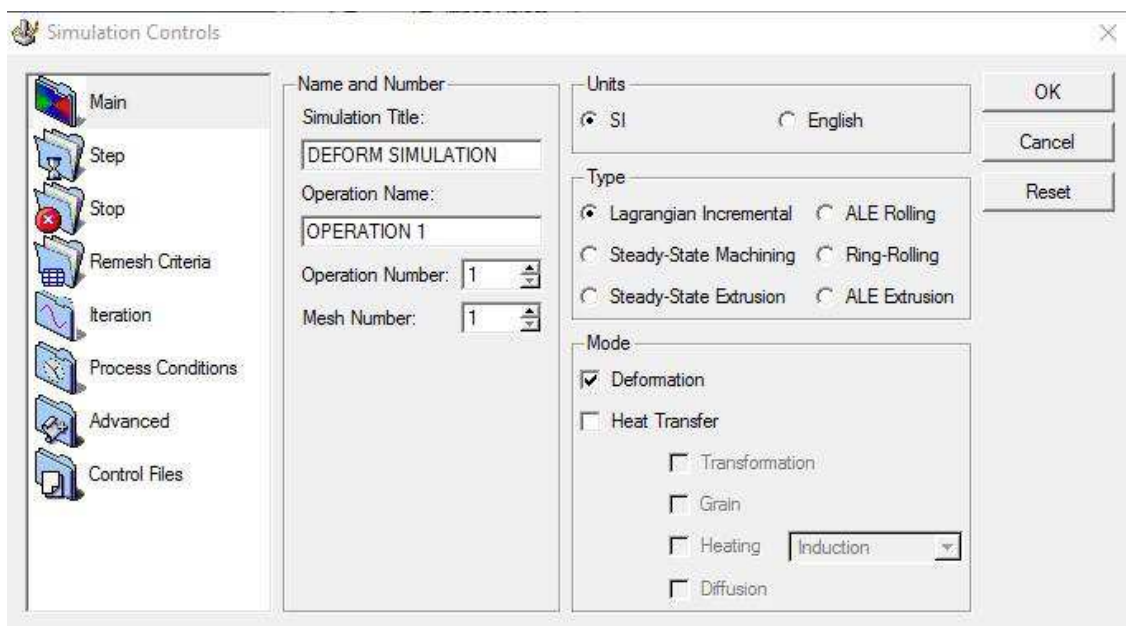 Simulation Controls
Main
Step
Stop
Remesh Criteria
Iteration
Process Conditions
Advanced
Control Files
Name and Number
Simulation Title:
DEFORM SIMULATION
Operation Name:
OPERATION 1
Operation Number: 1
Mesh Number: 1
Units
SI English
Type
Lagrangian Incremental ALE Rolling
Steady-State Machining Ring-Rolling
Steady-State Extrusion ALE Extrusion
Mode
Deformation
Heat Transfer
Transformation
Grain
Heating Induction
Diffusion
OK
Cancel
Reset